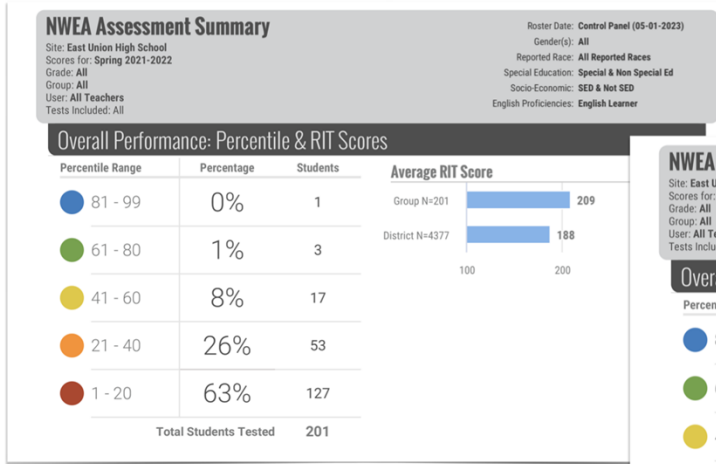 NWEA Assessment Summary
Site: East Union High School
Scores for: Spring 2021-2022
Grade: All
Group: All
User: All Teachers
Tests Included: All
Roster Date: Control Panel (05-01-2023)
Gender(s): All
Reported Race: All Reported Races
Special Education: Special & Non Special Ed
Socio-Economic: SED & Not SED
English Proficiencies: English Learner
Overall Performance: Percentile & RIT Scores
Percentile Range Percentage Students
81 - 99 0% 1
61 - 80 1% 3
41 - 60 8% 17
21 - 40 26% 53
1 - 20 63% 127
Total Students Tested 201
Average RIT Score
Group N=201 209
District N=4377 188
100 200
NWEA
Site: East U
Scores for:
Grade: All
Group: All
User: All Te
Tests Inclu
Overa
Percen